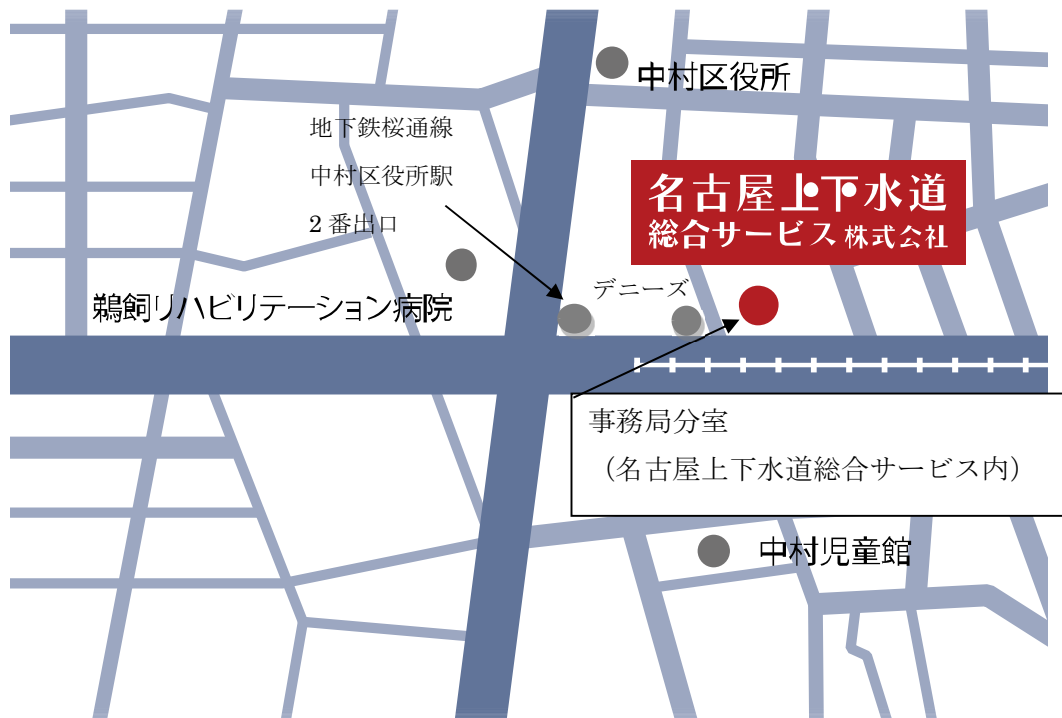 中村区役所
地下鉄桜通線
中村区役所駅
2 番出口
名古屋上下水道
総合サービス 株式会社
デニーズ
鵜飼リハビリテーション病院
事務局分室
（名古屋上下水道総合サービス内）
中村児童館